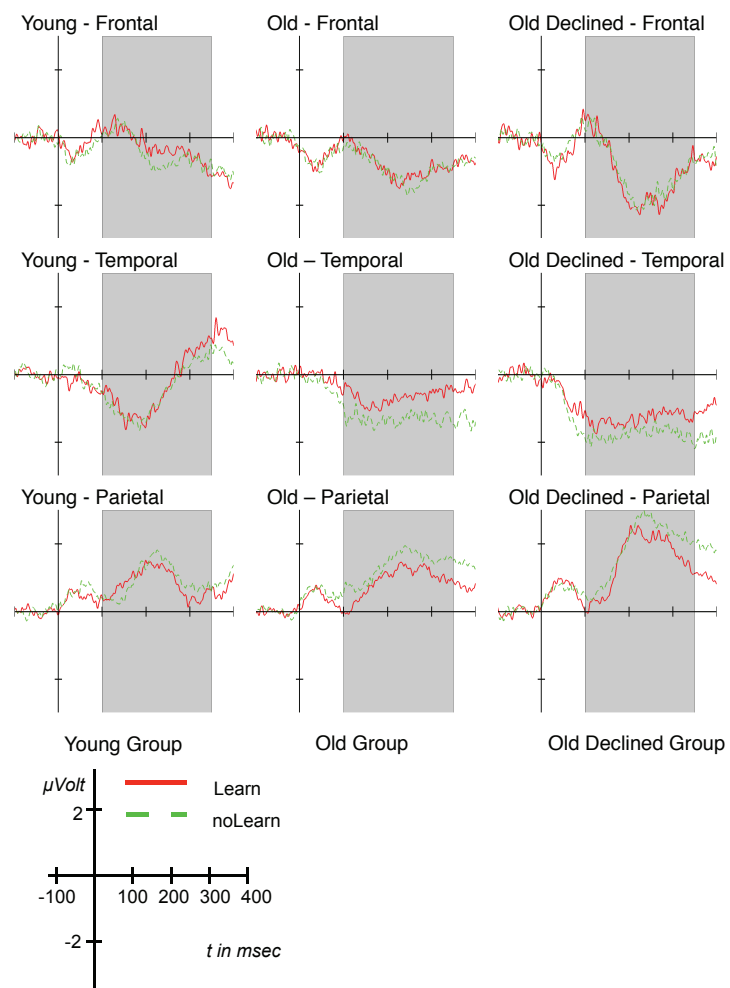 Young - Frontal
Old - Frontal
Old Declined - Frontal
Young - Temporal
Old – Temporal
Old Declined - Temporal
Young - Parietal
Old – Parietal
Old Declined - Parietal
Young Group
Old Group
Old Declined Group
µVolt
Learn
2
noLearn
-100 100 200 300 400
-2
t in msec